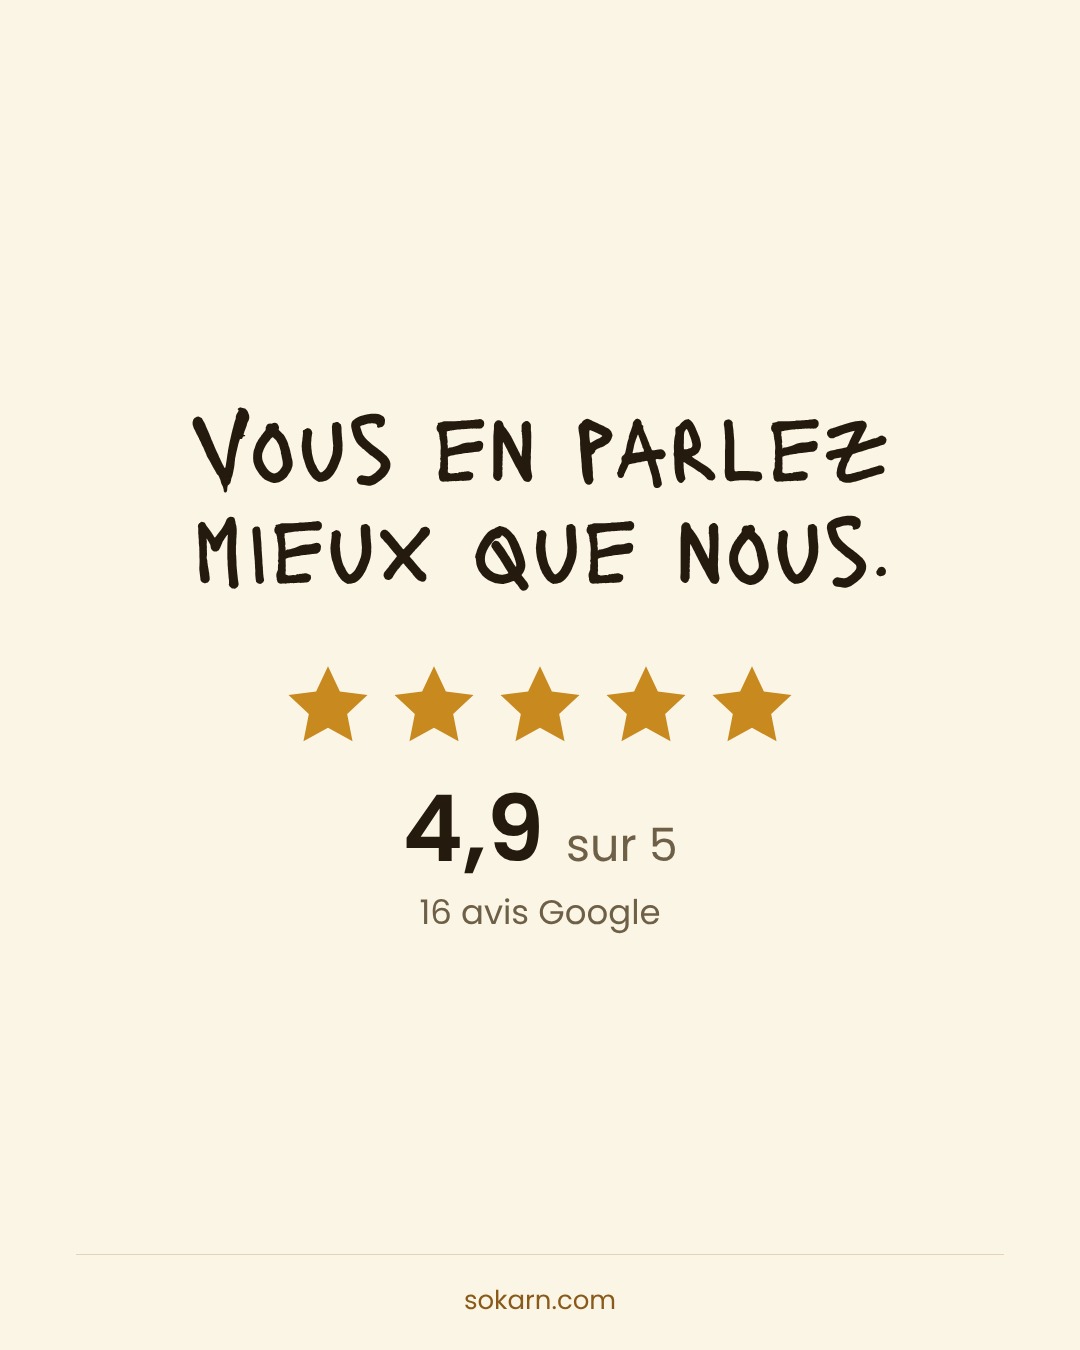 VOUS EN PARLEZ
MIEUX QUE NOUS.
4,9 sur 5
16 avis Google
sokarn.com